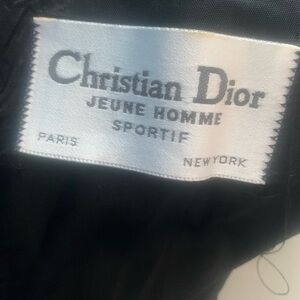 Christian Dior
JEUNE HOMME
SPORTIF
PARIS
NEW YORK